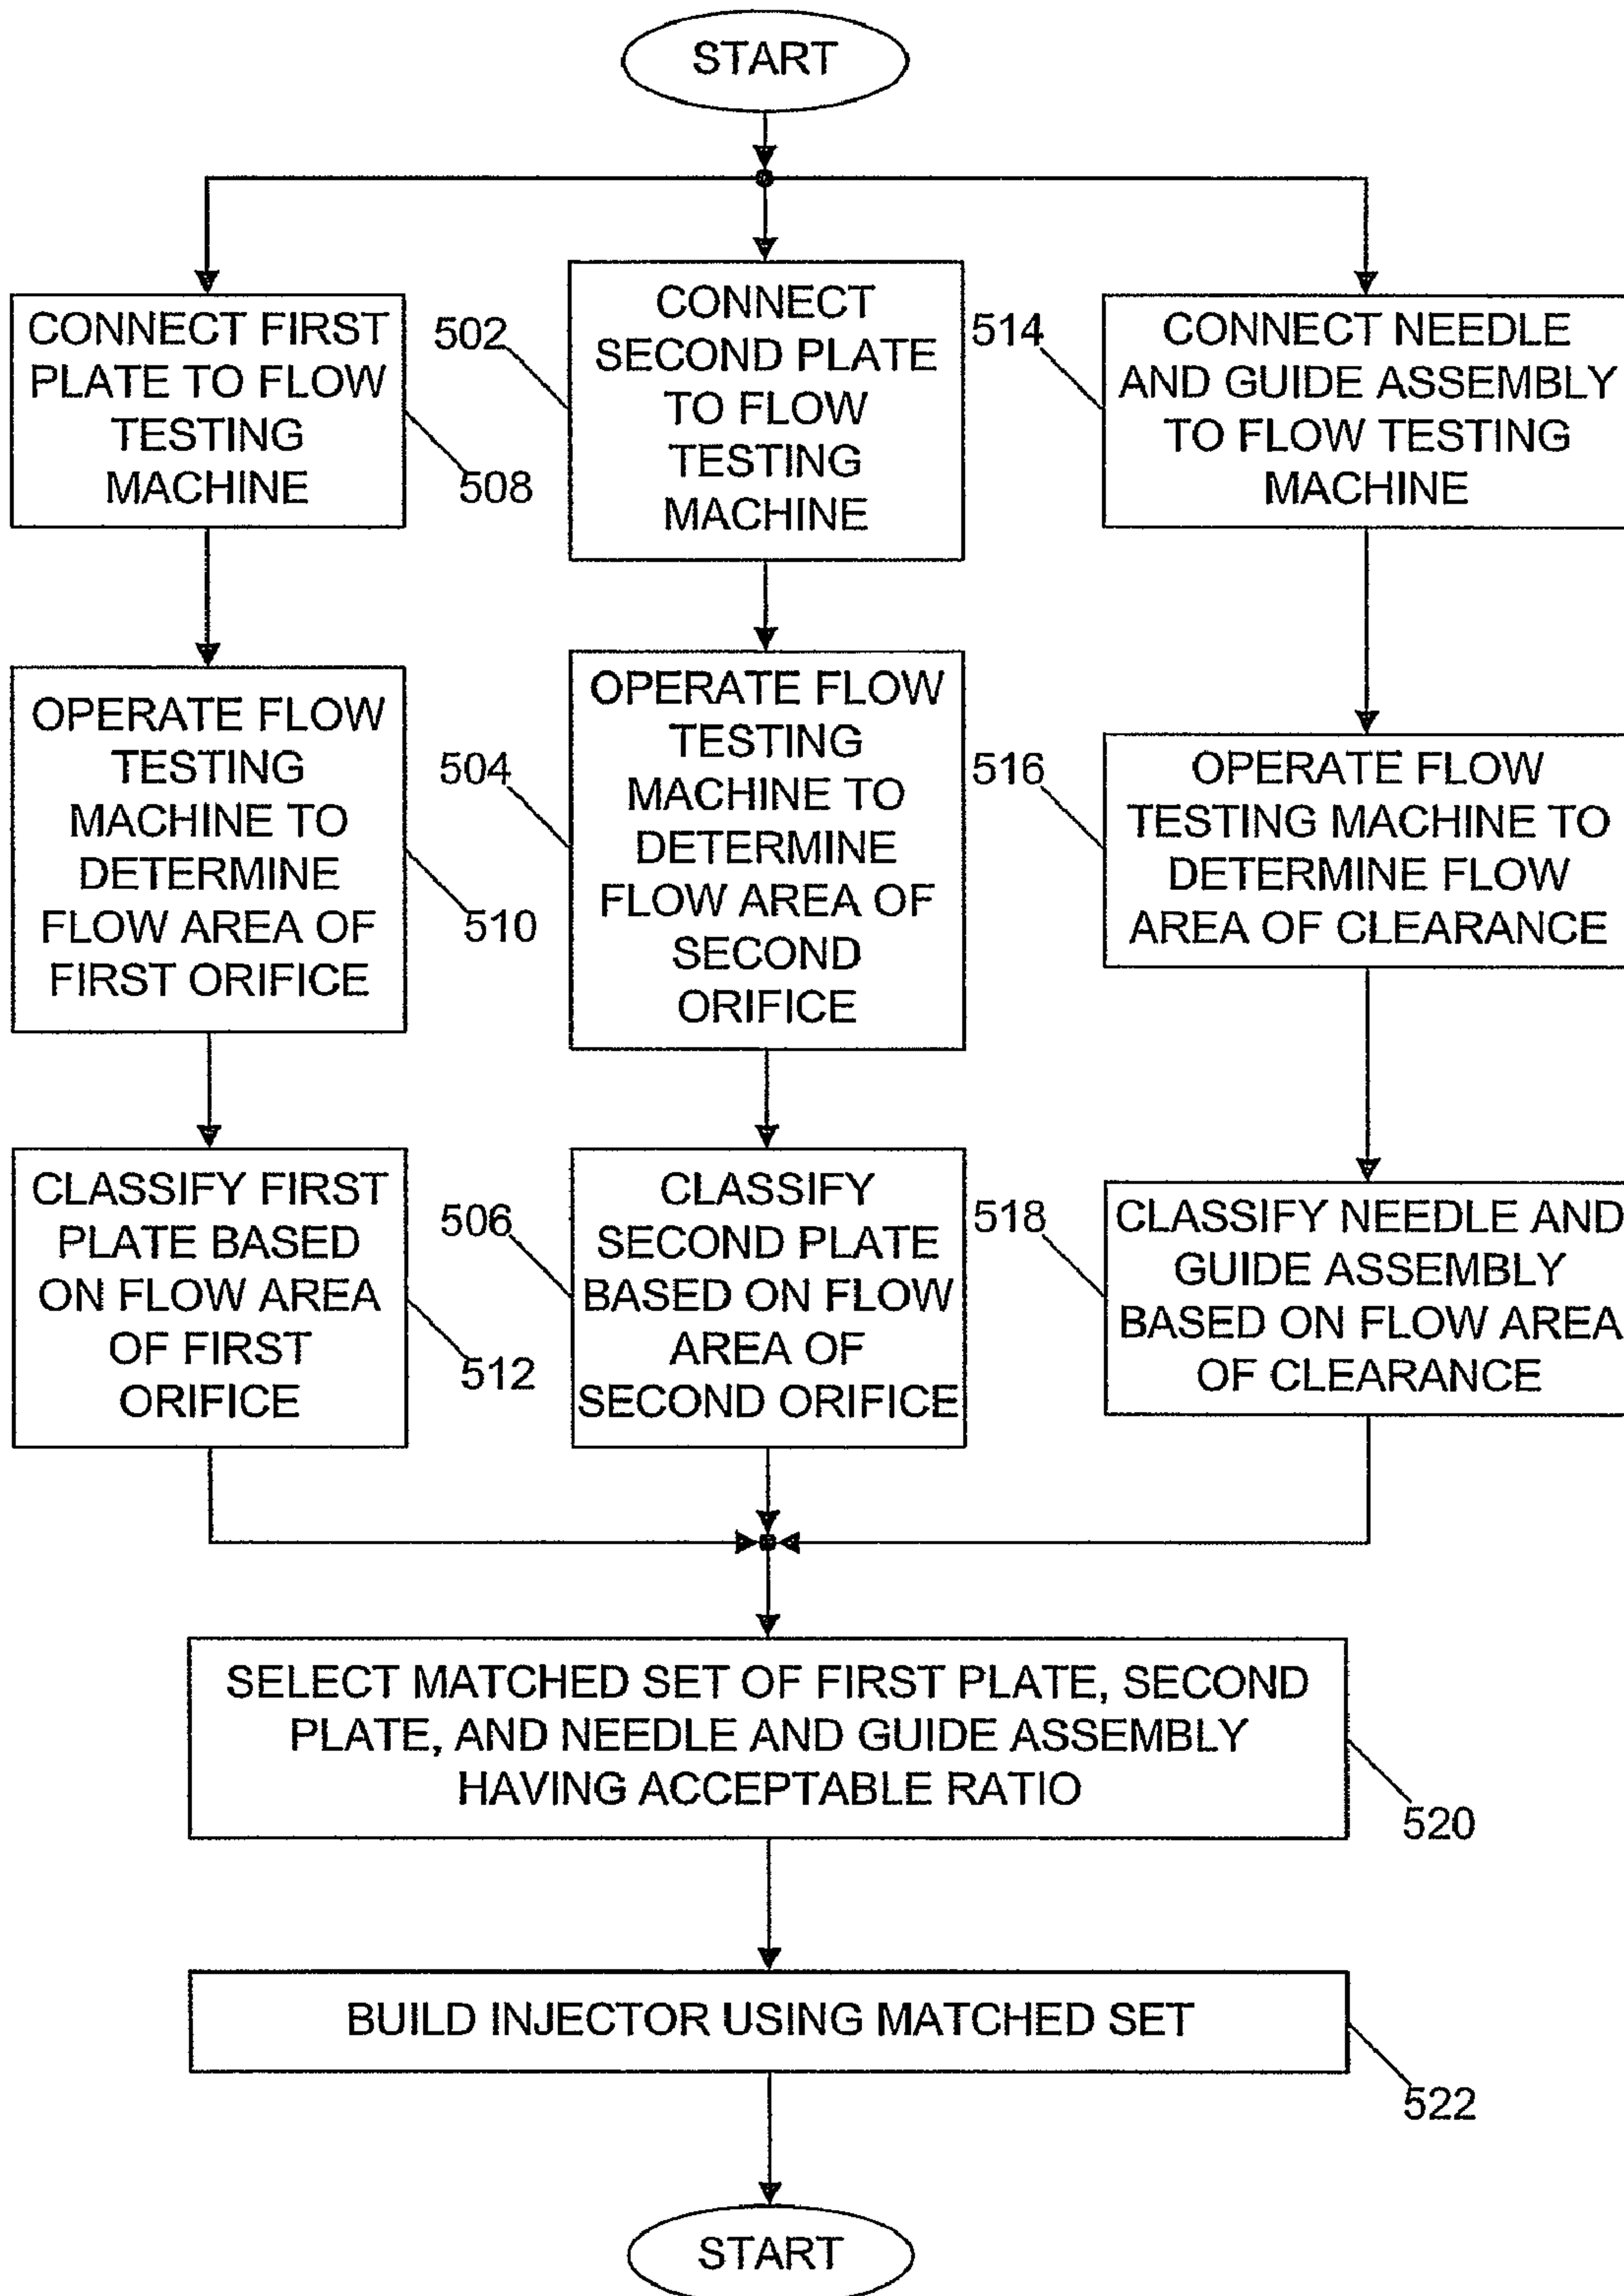 START
CONNECT FIRST
PLATE TO FLOW
TESTING
MACHINE
508
502
CONNECT
SECOND PLATE
TO FLOW
TESTING
MACHINE
514
CONNECT NEEDLE
AND GUIDE ASSEMBLY
TO FLOW TESTING
MACHINE
OPERATE FLOW
TESTING
MACHINE TO
DETERMINE
FLOW AREA OF
FIRST ORIFICE
510
504
OPERATE FLOW
TESTING
MACHINE TO
DETERMINE
FLOW AREA OF
SECOND
ORIFICE
516
OPERATE FLOW
TESTING MACHINE TO
DETERMINE FLOW
AREA OF CLEARANCE
CLASSIFY FIRST
PLATE BASED
ON FLOW AREA
OF FIRST
ORIFICE
512
506
CLASSIFY
SECOND PLATE
BASED ON FLOW
AREA OF
SECOND ORIFICE
518
CLASSIFY NEEDLE AND
GUIDE ASSEMBLY
BASED ON FLOW AREA
OF CLEARANCE
SELECT MATCHED SET OF FIRST PLATE, SECOND
PLATE, AND NEEDLE AND GUIDE ASSEMBLY
HAVING ACCEPTABLE RATIO
520
BUILD INJECTOR USING MATCHED SET
522
START